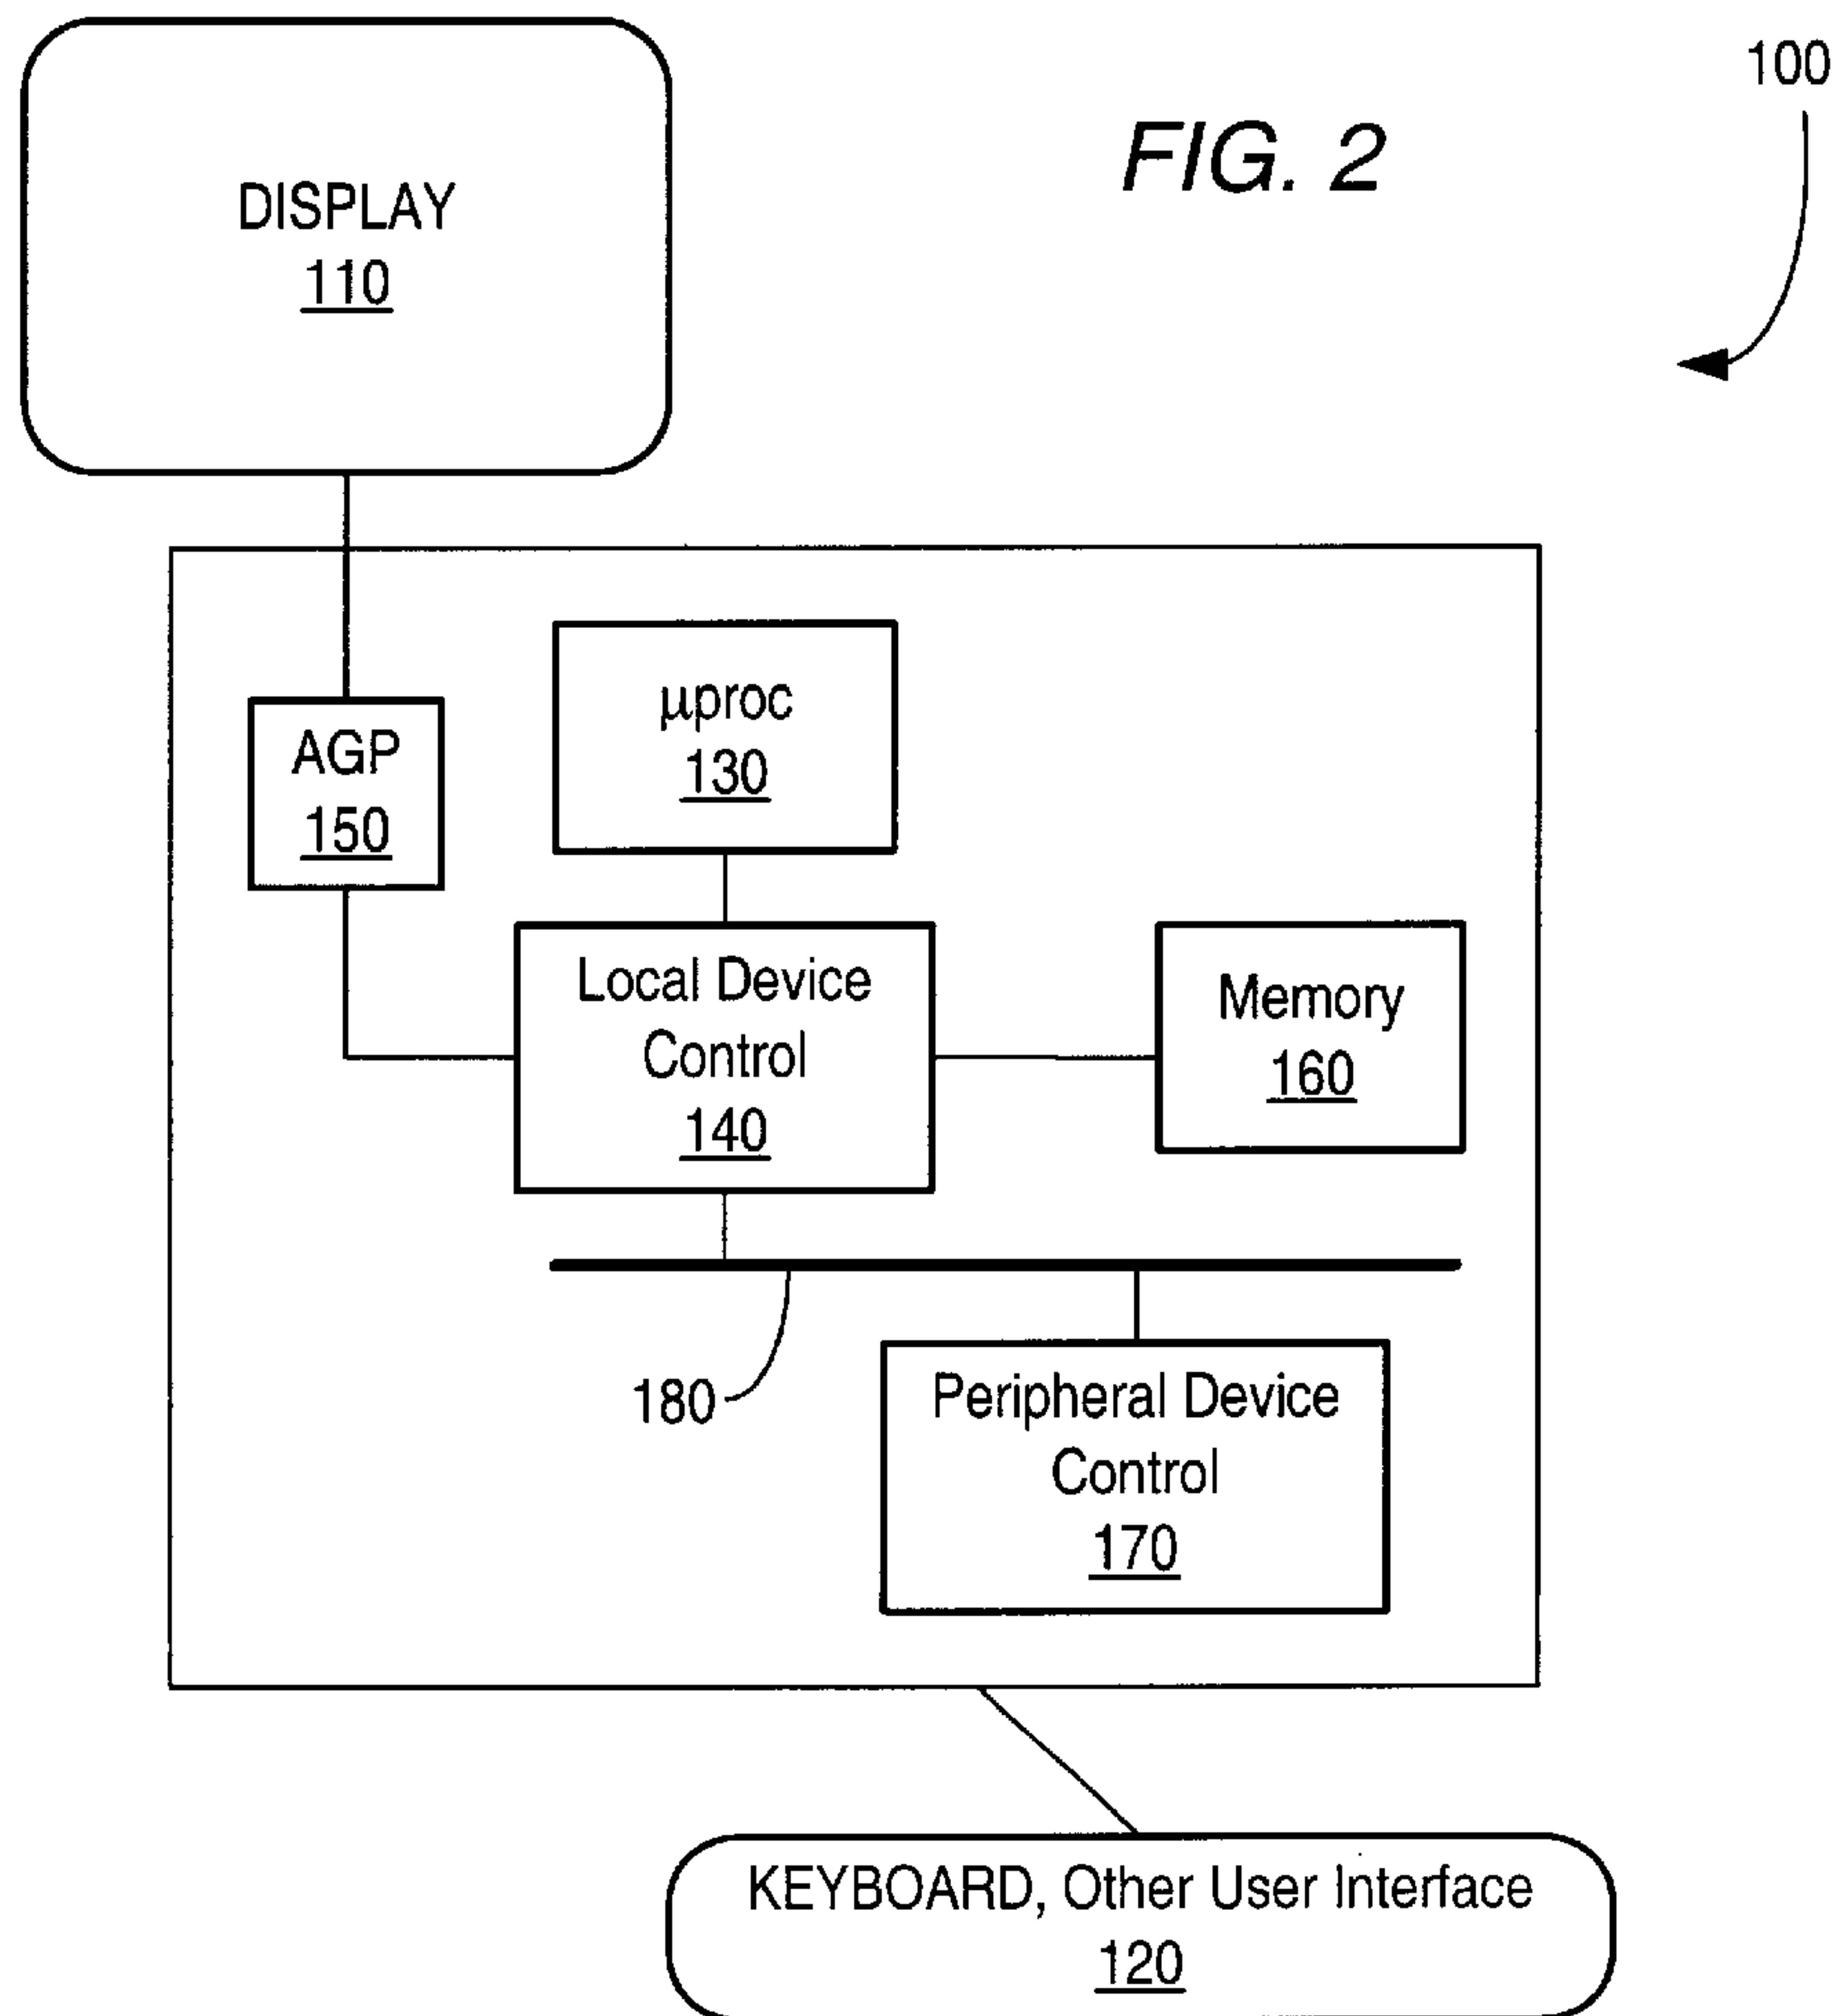 100
FIG. 2
DISPLAY
110
µproc
130
AGP
150
Local Device
Control
140
Memory
160
180
Peripheral Device
Control
170
KEYBOARD, Other User Interface
120